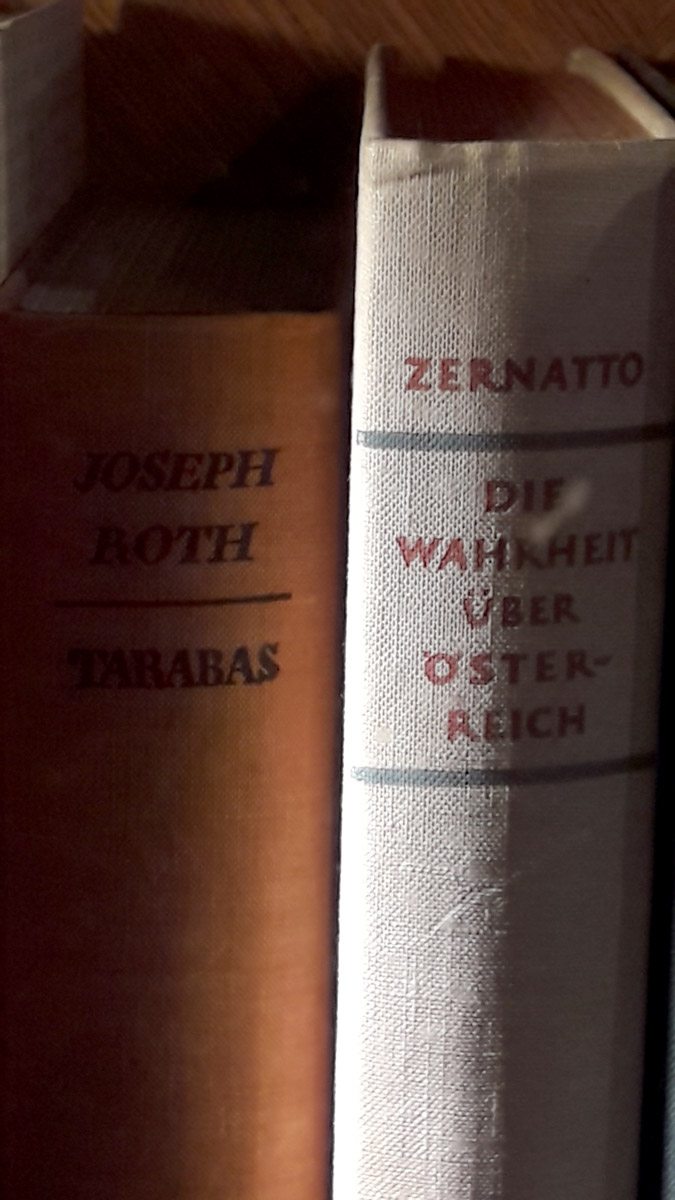 JOSEPH
ROTH
TARABAS
ZERNATTO
DIE
WAHRHEIT
ÜBER
ÖSTER-
REICH